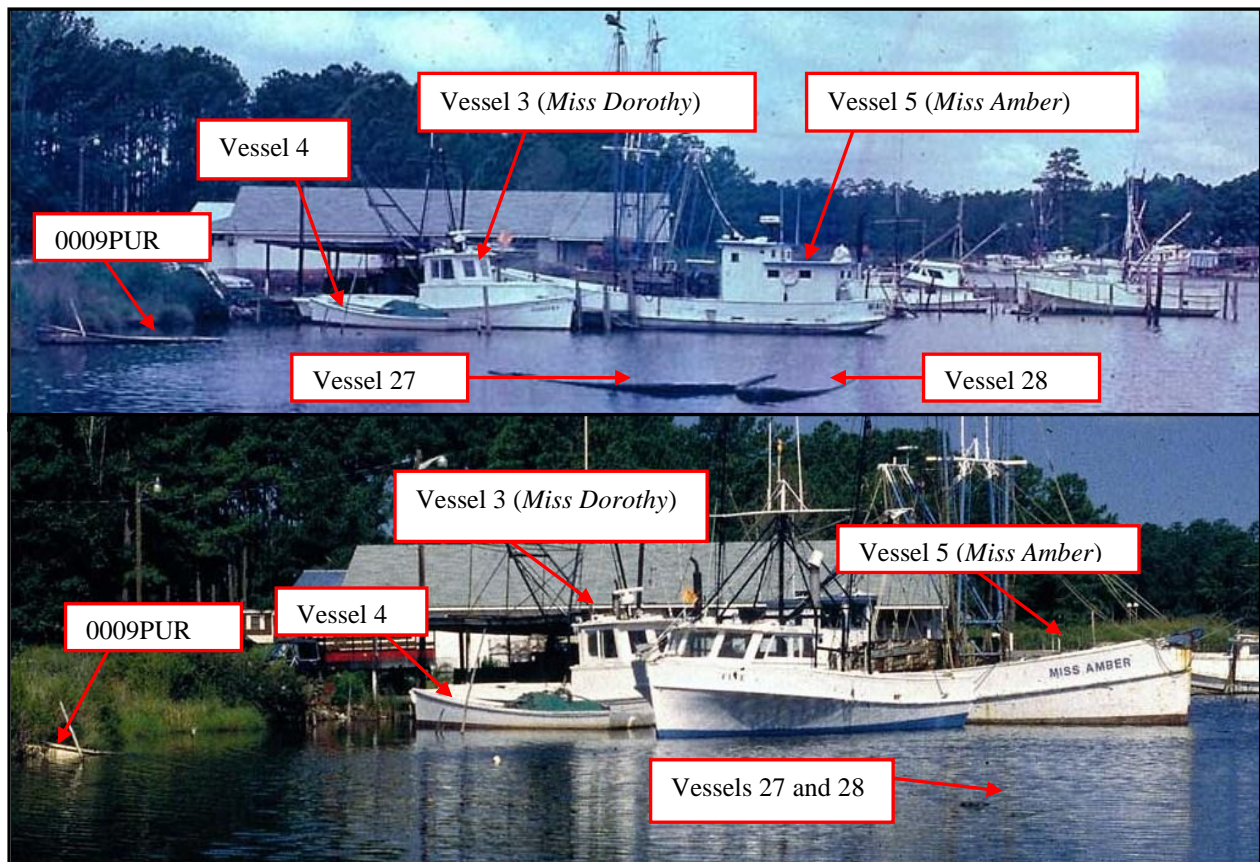 Vessel 3 (Miss Dorothy)
Vessel 5 (Miss Amber)
Vessel 4
0009PUR
Vessel 27
Vessel 28
Vessel 3 (Miss Dorothy)
Vessel 5 (Miss Amber)
Vessel 4
0009PUR
MISS AMBER
Vessels 27 and 28